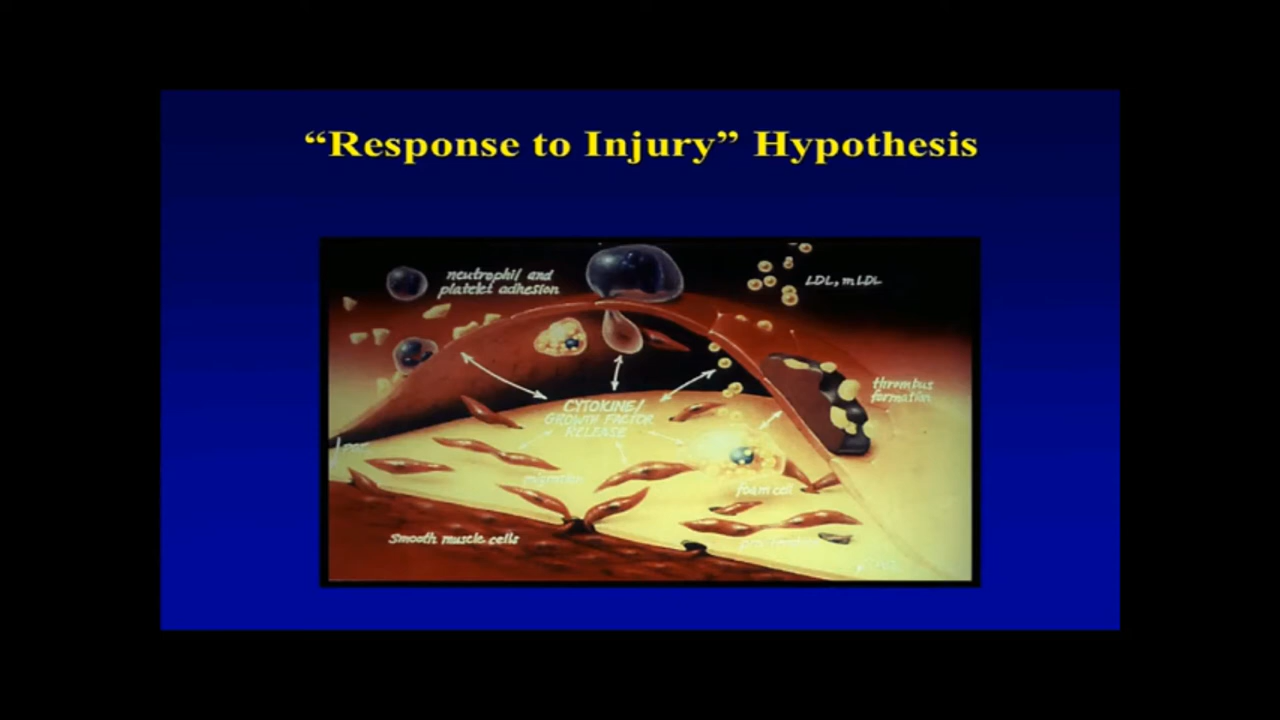 “Response to Injury” Hypothesis
neutrophil and
platelet adhesion
LDL, mLDL
thrombus
formation
CYTOKINE/
GROWTH FACTOR
RELEASE
migration
foam cell
Smooth muscle cells